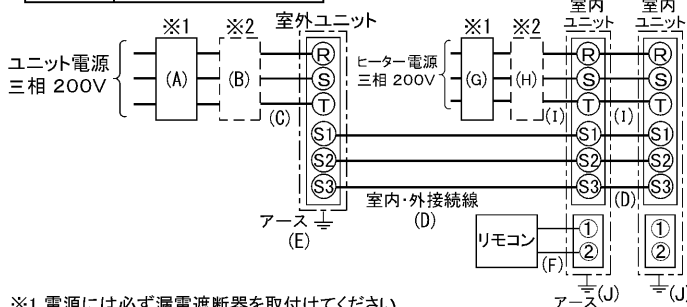 ※1
※2
室外ユニット
※1
※2
室内
ユニット
室内
ユニット
ユニット電源
三相 200V
(A)
(B)
(C)
R
S
T
S1
S2
S3
ヒーター電源
三相 200V
(G)
(H)
(I)
R
S
T
S1
S2
S3
(I)
R
S
T
S1
S2
S3
室内・外接続線
(D)
(D)
アース
(E)
リモコン
(F)
1
2
1
2
アース
(J)
(J)
※1 電源には必ず漏電遮断器を取付けてください